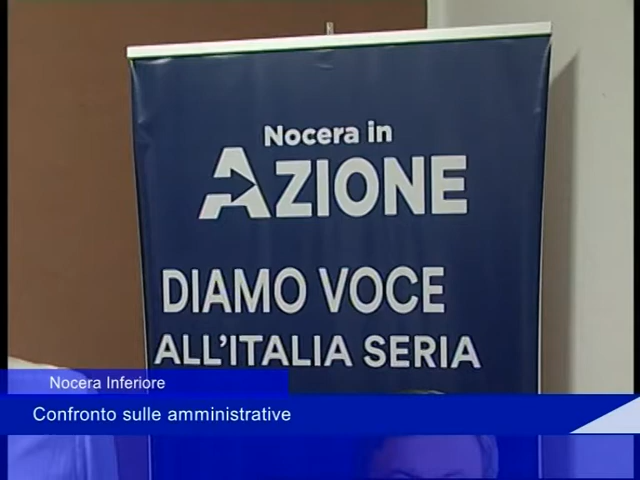 Nocera in
AZIONE
DIAMO VOCE
ALL'ITALIA SERIA
Nocera Inferiore
Confronto sulle amministrative